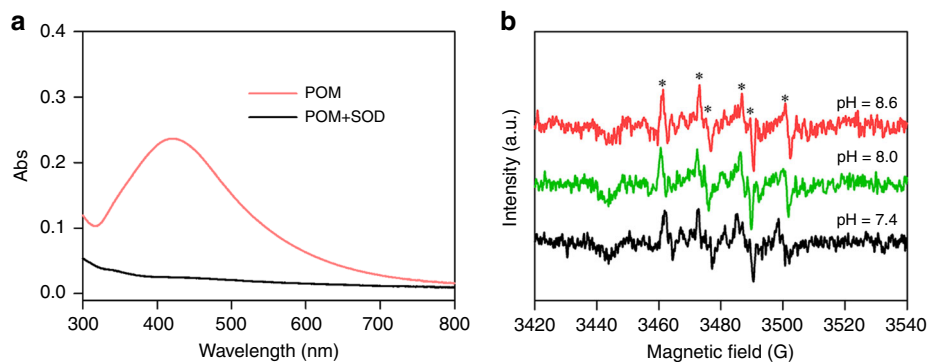 a
0.4
0.3
0.2
0.1
0.0
Abs
POM
POM+SOD
300 400 500 600 700 800
Wavelength (nm)
b
Intensity (a.u.)
* * * * * *
pH = 8.6
pH = 8.0
pH = 7.4
3420 3440 3460 3480 3500 3520 3540
Magnetic field (G)